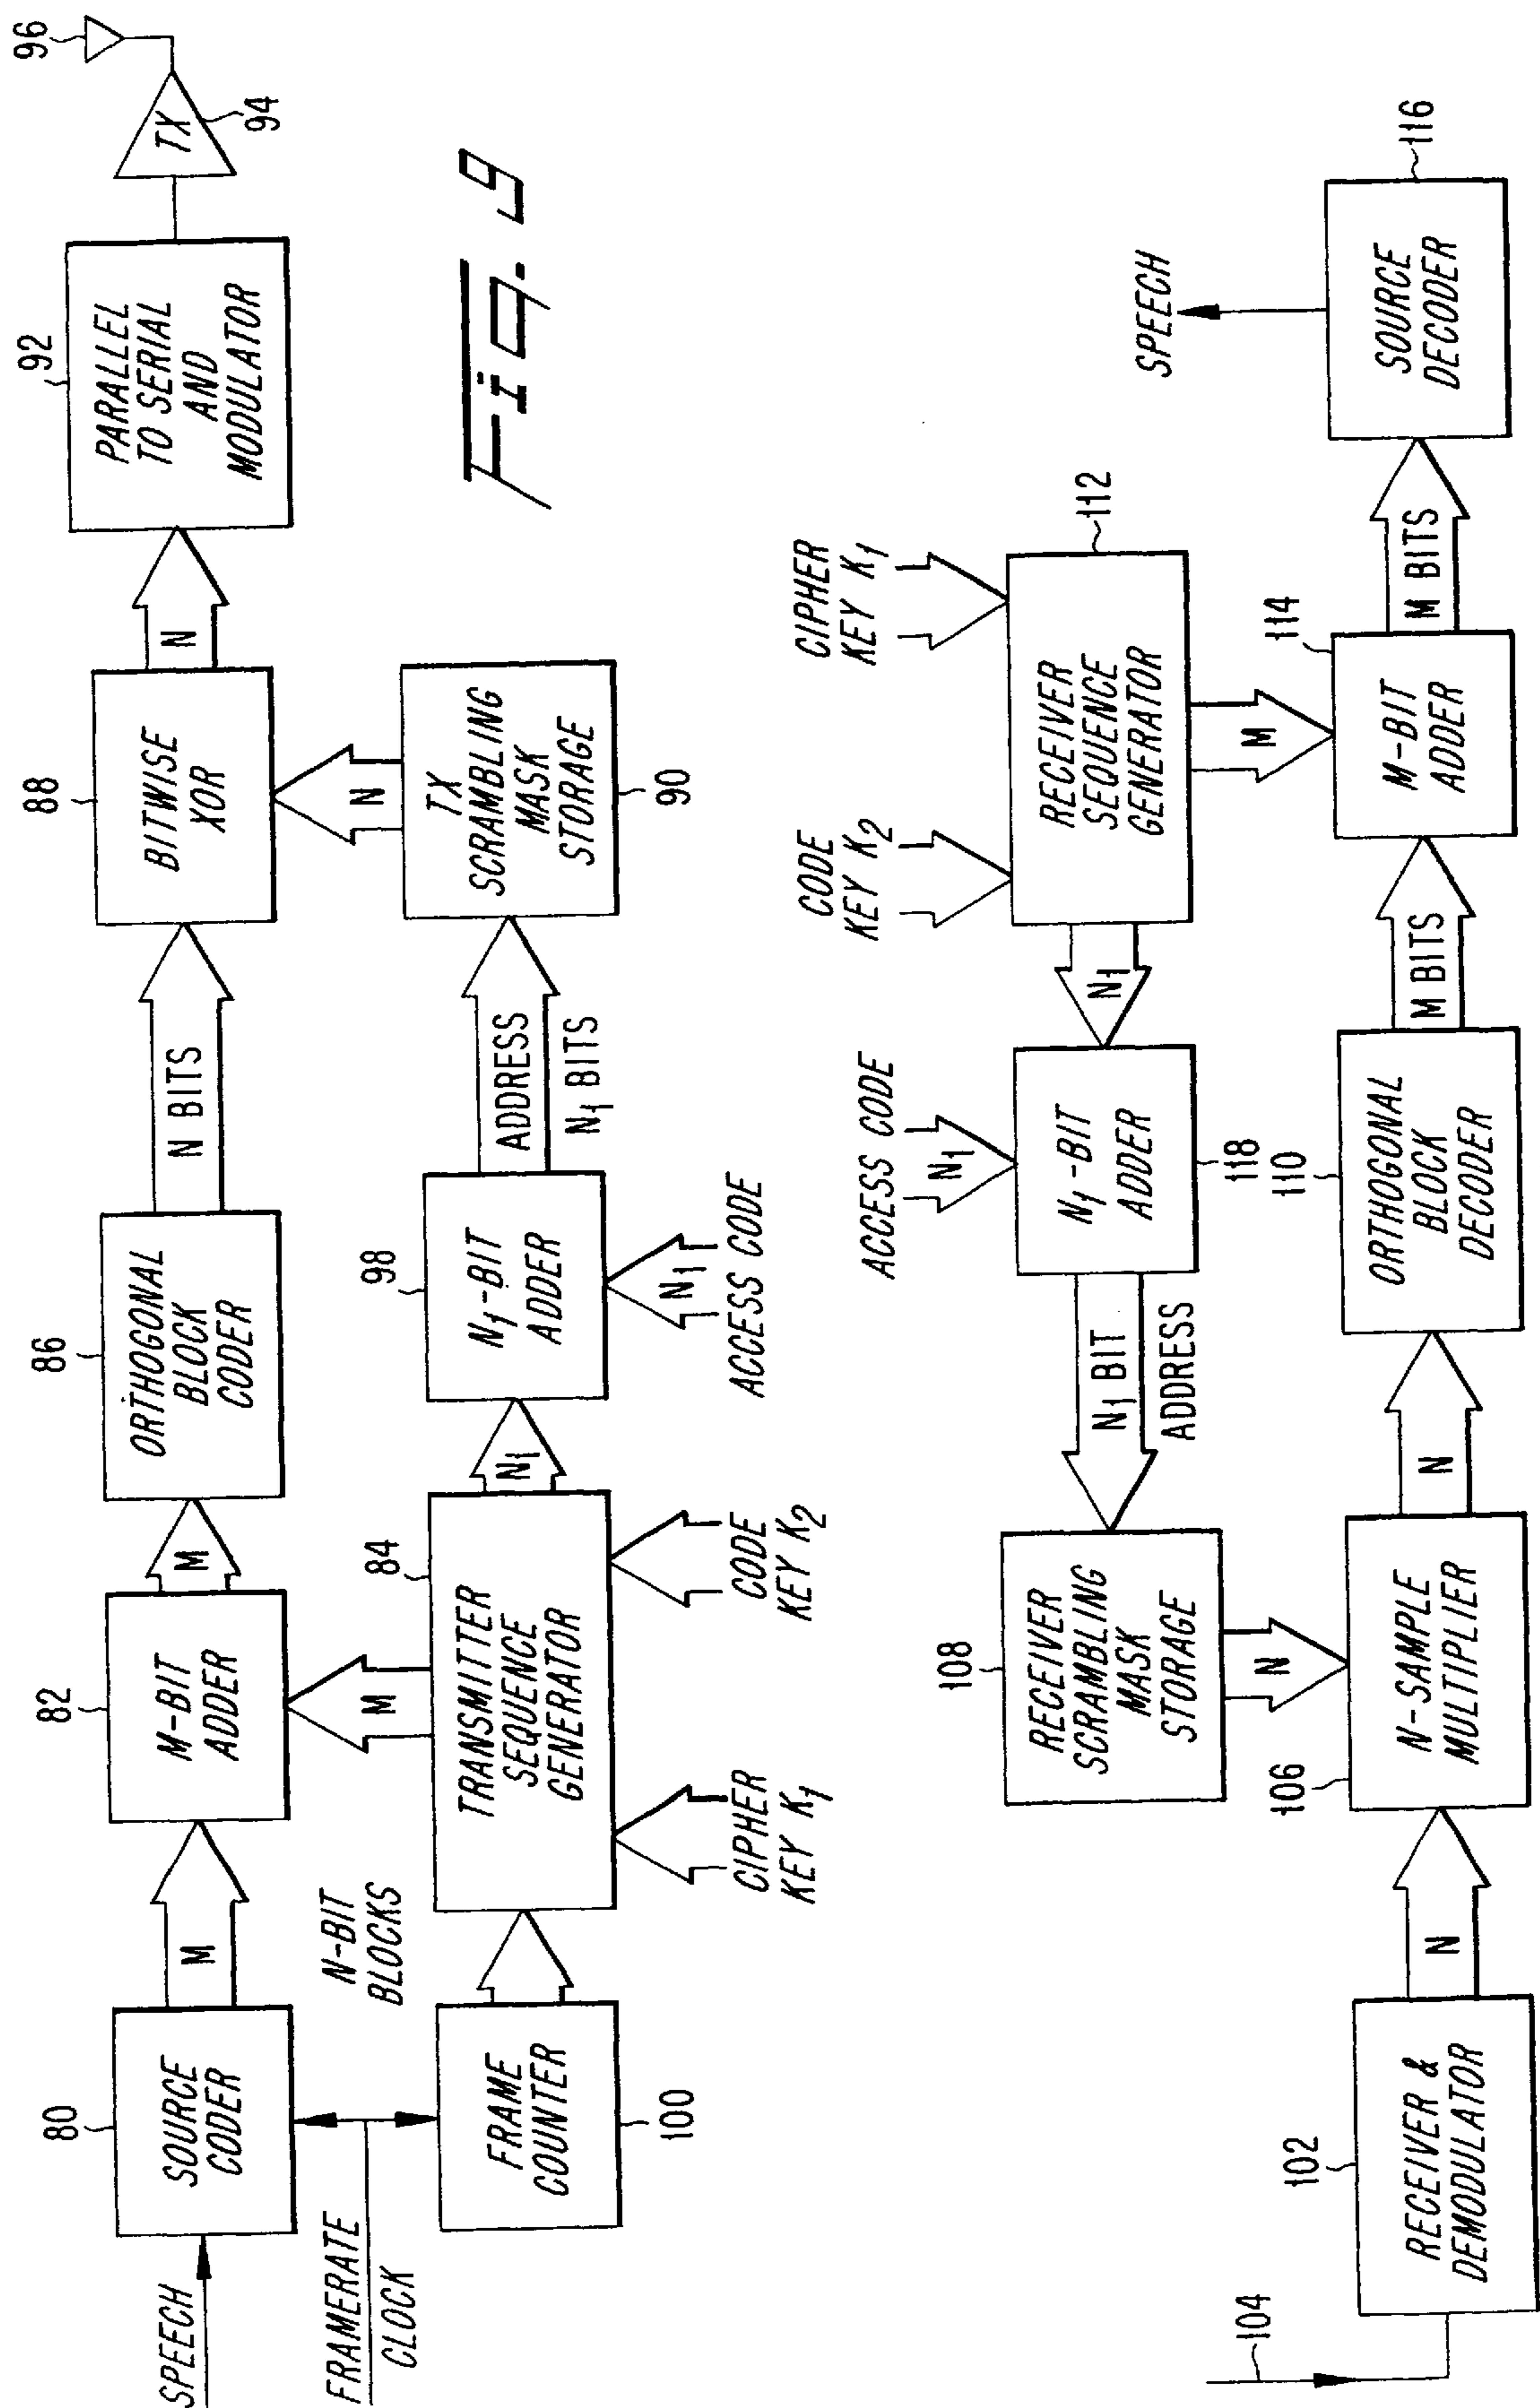 SPEECH
80
SOURCE
CODER
M
82
M-BIT
ADDER
M
86
ORTHOGONAL
BLOCK
CODER
N BITS
88
BITWISE
XOR
N
92
PARALLEL
TO SERIAL
AND
MODULATOR
TX
94
96
FRAMERATE
CLOCK
FRAME
COUNTER
100
N-BIT
BLOCKS
84
TRANSMITTER
SEQUENCE
GENERATOR
M
CIPHER
KEY K1
CODE
KEY K2
N1
98
N1-BIT
ADDER
N1
ACCESS CODE
ADDRESS
N1 BITS
TX
SCRAMBLING
MASK
STORAGE
90
N
Fig. 9
104
102
RECEIVER &
DEMODULATOR
N
106
N-SAMPLE
MULTIPLIER
N
108
RECEIVER
SCRAMBLING
MASK
STORAGE
N
N1 BIT
ADDRESS
ACCESS CODE
N1
N1-BIT
ADDER
118
N1
CODE
KEY K2
CIPHER
KEY K1
RECEIVER
SEQUENCE
GENERATOR
112
M
110
ORTHOGONAL
BLOCK
DECODER
M BITS
114
M-BIT
ADDER
M BITS
SOURCE
DECODER
116
SPEECH